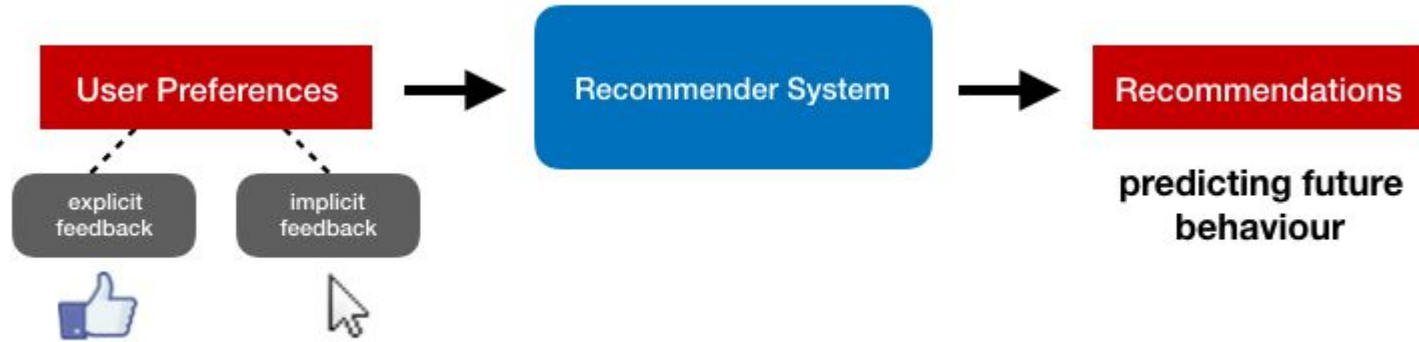 User Preferences
Recommender System
Recommendations
explicit
feedback
implicit
feedback
predicting future
behaviour